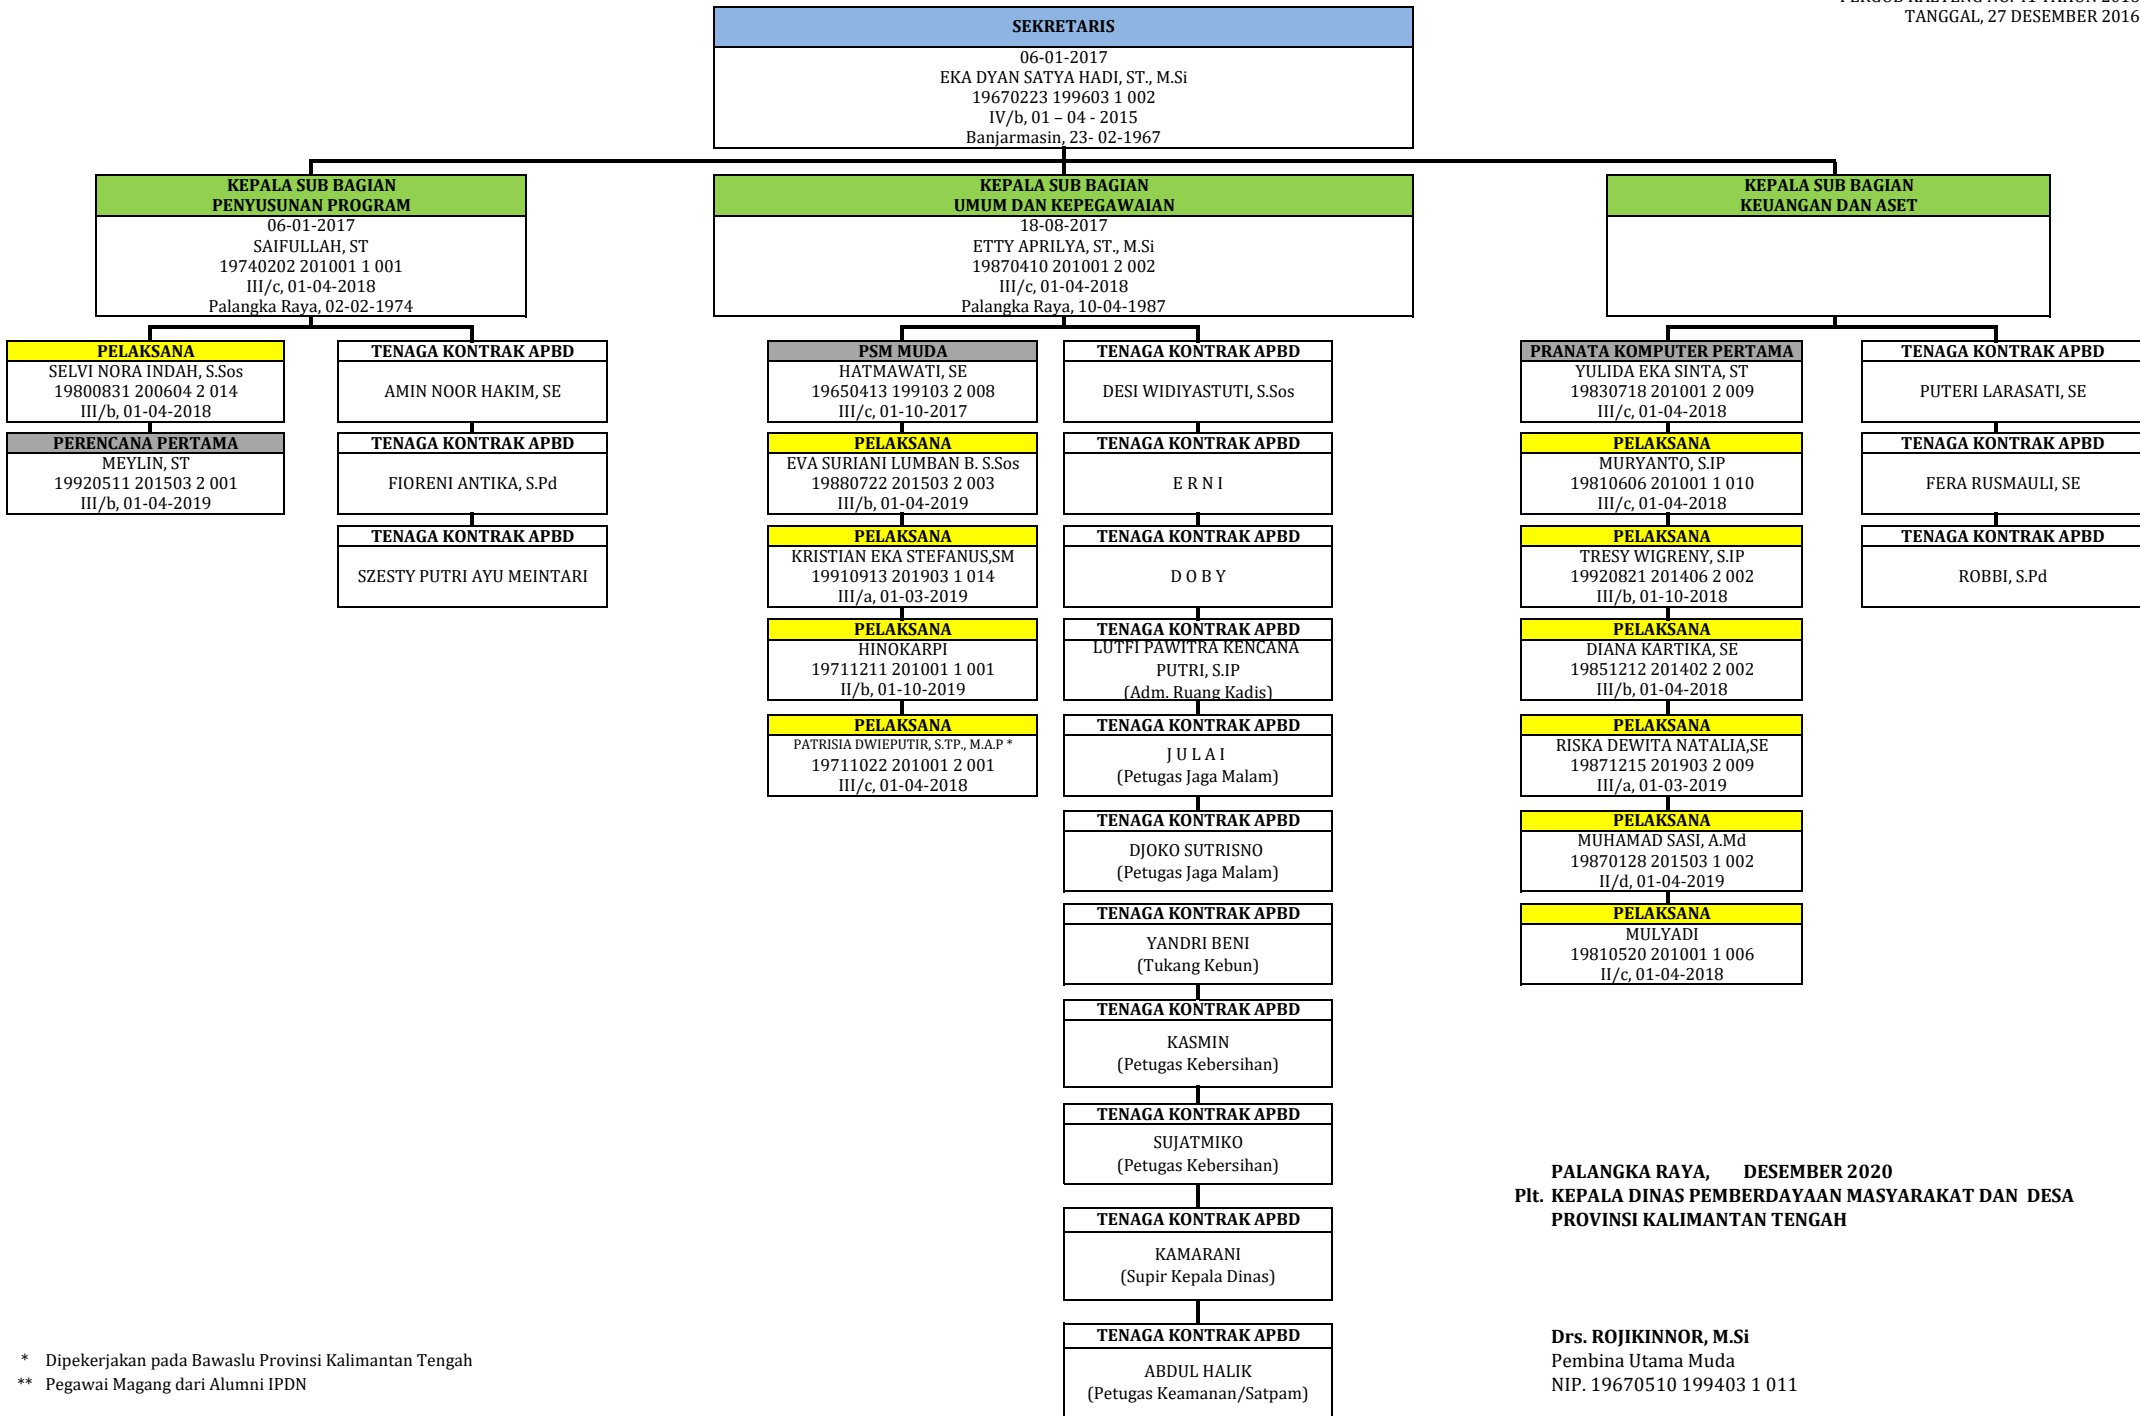 TANGGAL, 27 DESEMBER 2016
SEKRETARIS
06-01-2017
EKA DYAN SATYA HADI, ST., M.Si
19670223 199603 1 002
IV/b, 01 – 04 - 2015
Banjarmasin, 23- 02-1967
KEPALA SUB BAGIAN
PENYUSUNAN PROGRAM
06-01-2017
SAIFULLAH, ST
19740202 201001 1 001
III/c, 01-04-2018
Palangka Raya, 02-02-1974
KEPALA SUB BAGIAN
UMUM DAN KEPEGAWAIAN
18-08-2017
ETTY APRILYA, ST., M.Si
19870410 201001 2 002
III/c, 01-04-2018
Palangka Raya, 10-04-1987
KEPALA SUB BAGIAN
KEUANGAN DAN ASET
PELAKSANA
SELVI NORA INDAH, S.Sos
19800831 200604 2 014
III/b, 01-04-2018
PERENCANA PERTAMA
MEYLIN, ST
19920511 201503 2 001
III/b, 01-04-2019
TENAGA KONTRAK APBD
AMIN NOOR HAKIM, SE
TENAGA KONTRAK APBD
FIORENI ANTIKA, S.Pd
TENAGA KONTRAK APBD
SZESTY PUTRI AYU MEINTARI
PSM MUDA
HATMAWATI, SE
19650413 199103 2 008
III/c, 01-10-2017
PELAKSANA
EVA SURIANI LUMBAN B. S.Sos
19880722 201503 2 003
III/b, 01-04-2019
PELAKSANA
KRISTIAN EKA STEFANUS,SM
19910913 201903 1 014
III/a, 01-03-2019
PELAKSANA
HINOKARPI
19711211 201001 1 001
II/b, 01-10-2019
PELAKSANA
PATRISIA DWIEPUTIR, S.TP., M.A.P *
19711022 201001 2 001
III/c, 01-04-2018
TENAGA KONTRAK APBD
DESI WIDIYASTUTI, S.Sos
TENAGA KONTRAK APBD
E R N I
TENAGA KONTRAK APBD
D O B Y
TENAGA KONTRAK APBD
LUTFI PAWITRA KENCANA
PUTRI, S.IP
(Adm. Ruang Kadis)
TENAGA KONTRAK APBD
J U L A I
(Petugas Jaga Malam)
TENAGA KONTRAK APBD
DJOKO SUTRISNO
(Petugas Jaga Malam)
TENAGA KONTRAK APBD
YANDRI BENI
(Tukang Kebun)
TENAGA KONTRAK APBD
KASMIN
(Petugas Kebersihan)
TENAGA KONTRAK APBD
SUJATMIKO
(Petugas Kebersihan)
TENAGA KONTRAK APBD
KAMARANI
(Supir Kepala Dinas)
TENAGA KONTRAK APBD
ABDUL HALIK
(Petugas Keamanan/Satpam)
PRANATA KOMPUTER PERTAMA
YULIDA EKA SINTA, ST
19830718 201001 2 009
III/c, 01-04-2018
PELAKSANA
MURYANTO, S.IP
19810606 201001 1 010
III/c, 01-04-2018
PELAKSANA
TRESY WIGRENY, S.IP
19920821 201406 2 002
III/b, 01-10-2018
PELAKSANA
DIANA KARTIKA, SE
19851212 201402 2 002
III/b, 01-04-2018
PELAKSANA
RISKA DEWITA NATALIA,SE
19871215 201903 2 009
III/a, 01-03-2019
PELAKSANA
MUHAMAD SASI, A.Md
19870128 201503 1 002
II/d, 01-04-2019
PELAKSANA
MULYADI
19810520 201001 1 006
II/c, 01-04-2018
TENAGA KONTRAK APBD
PUTERI LARASATI, SE
TENAGA KONTRAK APBD
FERA RUSMAULI, SE
TENAGA KONTRAK APBD
ROBBI, S.Pd
PALANGKA RAYA, DESEMBER 2020
Plt. KEPALA DINAS PEMBERDAYAAN MASYARAKAT DAN DESA
PROVINSI KALIMANTAN TENGAH
Drs. ROJIKINNOR, M.Si
Pembina Utama Muda
NIP. 19670510 199403 1 011
* Dipekerjakan pada Bawaslu Provinsi Kalimantan Tengah
** Pegawai Magang dari Alumni IPDN